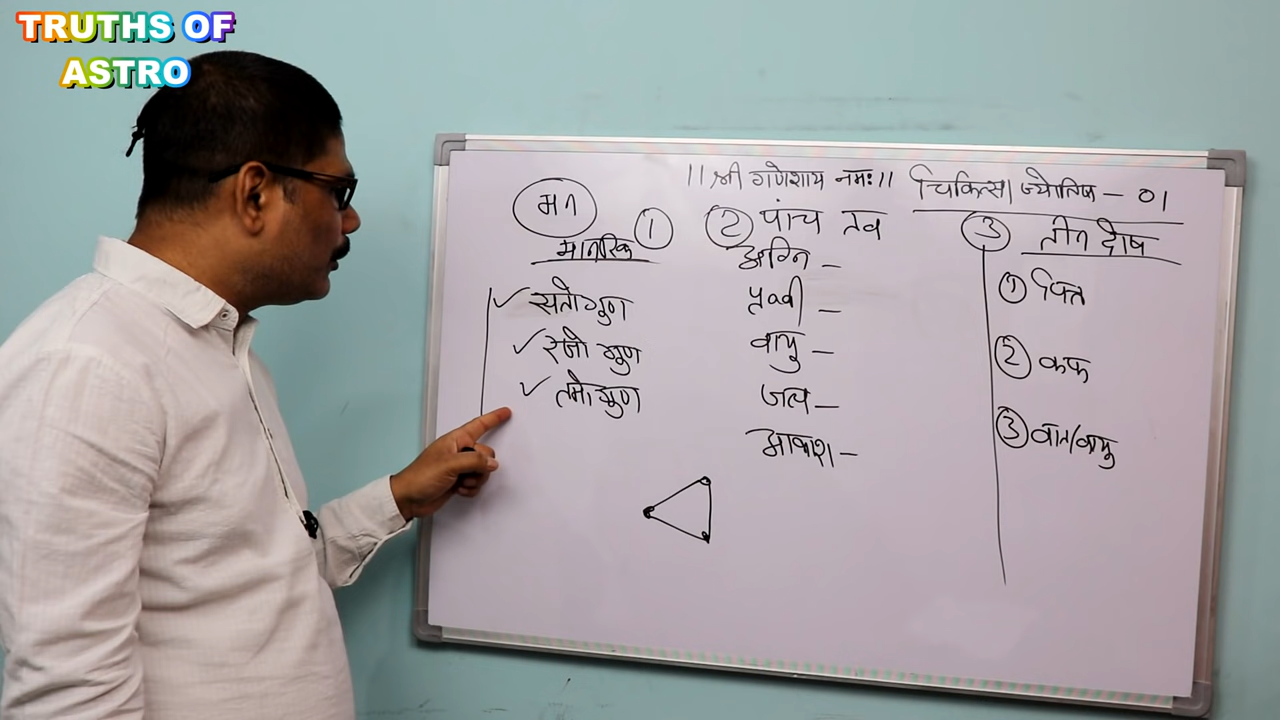 TRUTHS OF
ASTRO
।। श्री गणेशाय नमः ।।
चिकित्सा ज्योतिष - 01
मन
मानसिक ①
सतोगुण
रजो गुण
तमोगुण
② पांच तत्व
अग्नि -
पृथ्वी -
वायु -
जल -
आकाश -
③ तीन दोष
① पित्त
② कफ
③ वात/वायु